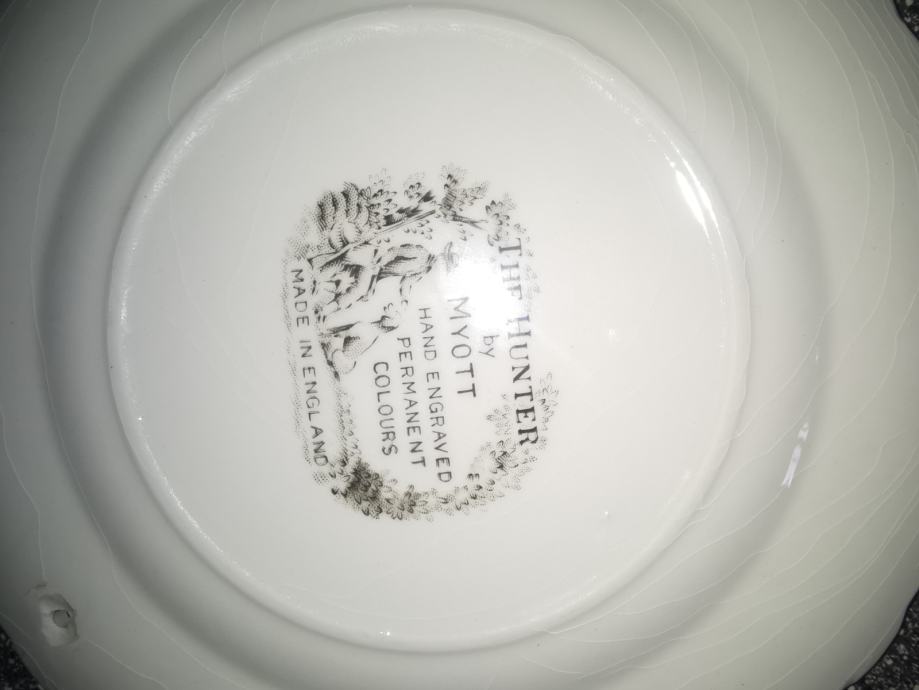 THE HUNTER
by
MYOTT
HAND ENGRAVED
PERMANENT
COLOURS
MADE IN ENGLAND